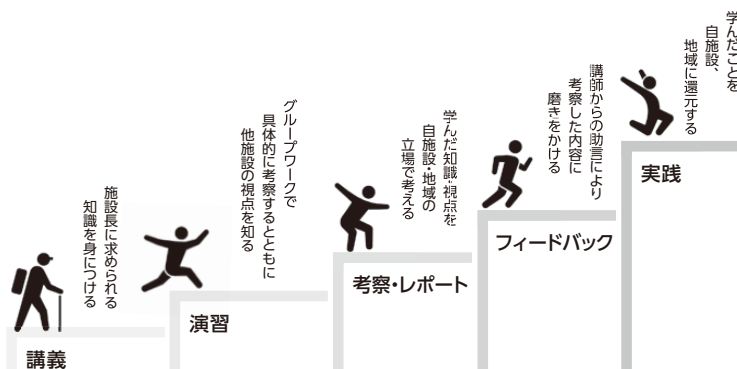 施設長に求められる
知識を身につける
講義
グループワークで
具体的に考察するとともに
他施設の視点を知る
演習
学んだ知識・視点を
自施設・地域の
立場で考える
考察・レポート
講師からの助言により
考察した内容に
磨きをかける
フィードバック
学んだことを
自施設、
地域に還元する
実践